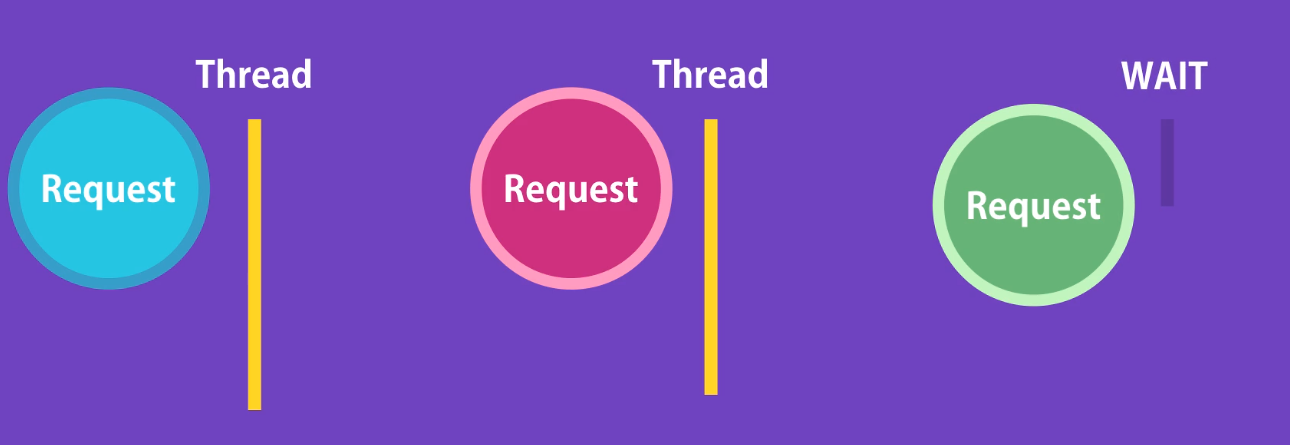 Thread
Request
Thread
Request
WAIT
Request